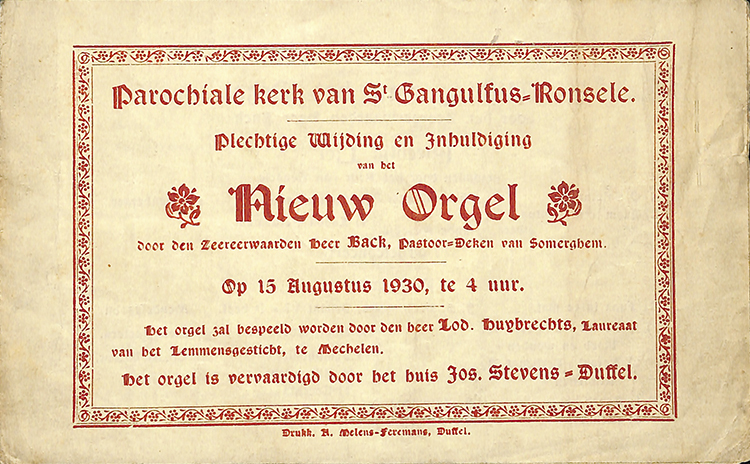 Parochiale kerk van St Gangulfus=Ronsele.
Plechtige Wijding en Inhuldiging
van het
Nieuw Orgel
door den Zeereerwaarden Heer Back, Pastoor=Deken van Somerghem.
Op 15 Augustus 1930, te 4 uur.
Het orgel zal bespeeld worden door den heer Lod. Huybrechts, Laureaat
van het Lemmensgesticht, te Mechelen.
Het orgel is vervaardigd door het huis Jos. Stevens=Duffel.
Drukk. A. Melens-Feremans, Duffel.